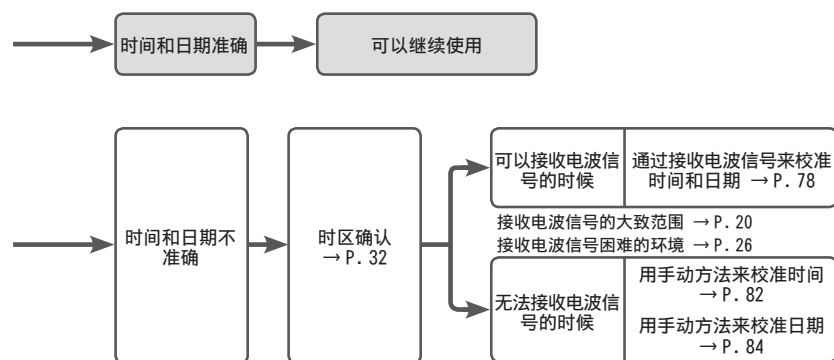 时间和日期准确
可以继续使用
时间和日期不
准确
时区确认
→P.32
可以接收电波信
号的时候
通过接收电波信号来校准
时间和日期 →P.78
接收电波信号的大致范围 →P.20
接收电波信号困难的环境 →P.26
无法接收电波信
号的时候
用手动方法来校准时间
→P.82
用手动方法来校准日期
→P.84